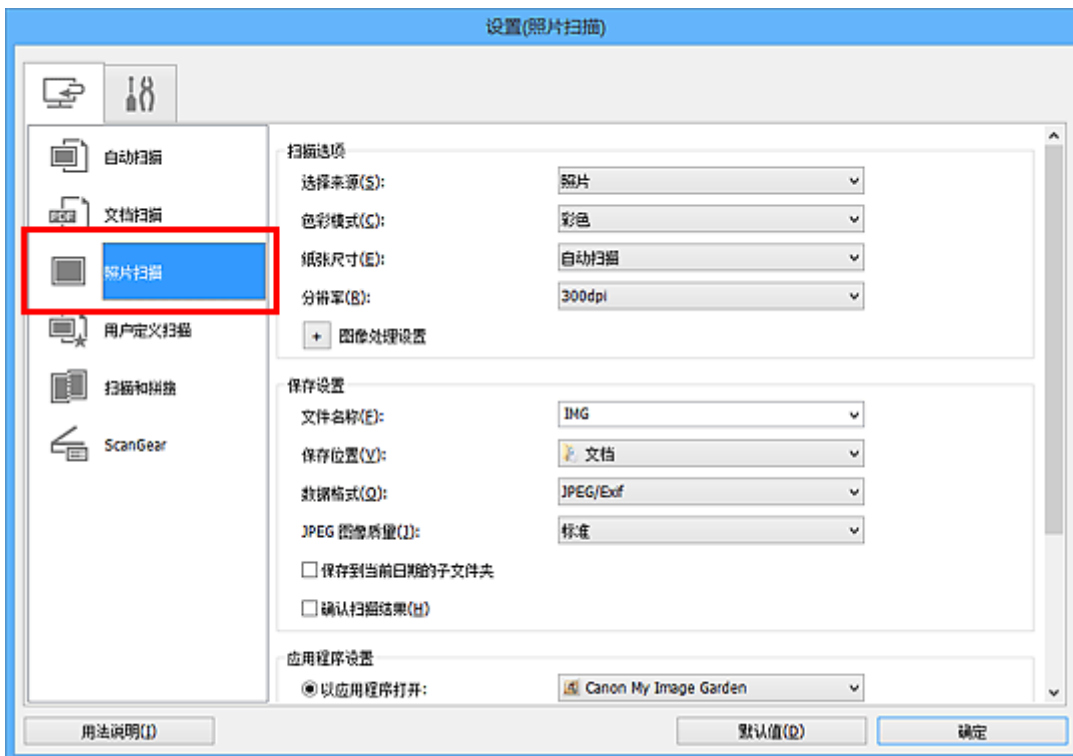 设置(照片扫描)
自动扫描
文档扫描
照片扫描
用户定义扫描
扫描和拼接
ScanGear
扫描选项
选择来源(S): 照片
色彩模式(C): 彩色
纸张尺寸(E): 自动扫描
分辨率(R): 300dpi
+ 图像处理设置
保存设置
文件名称(F): IMG
保存位置(V): 文档
数据格式(O): JPEG/Exif
JPEG 图像质量(J): 标准
保存到当前日期的子文件夹
确认扫描结果(H)
应用程序设置
以应用程序打开: Canon My Image Garden
用法说明(I)
默认值(D)
确定